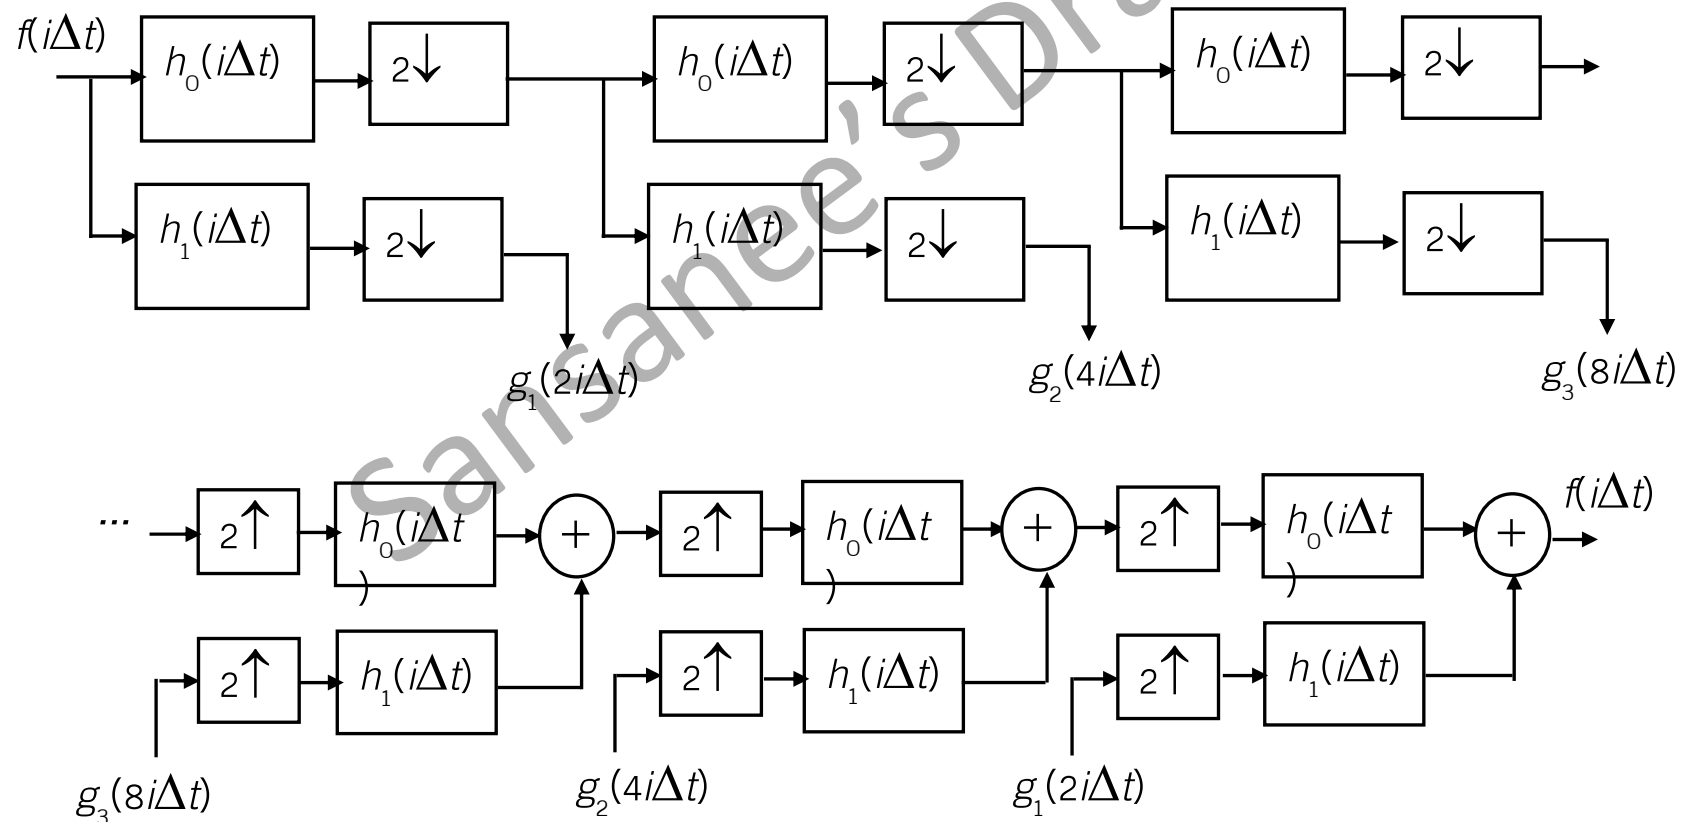 f(iΔt)
h0(iΔt)
2↓
h0(iΔt)
2↓
h0(iΔt)
2↓
h1(iΔt)
2↓
h1(iΔt)
2↓
h1(iΔt)
2↓
g1(2iΔt)
g2(4iΔt)
g3(8iΔt)
Sansanee's Dra
...
2↑
h0(iΔt
)
+
2↑
h0(iΔt
)
+
2↑
h0(iΔt
)
+
f(iΔt)
2↑
h1(iΔt)
2↑
h1(iΔt)
2↑
h1(iΔt)
g3(8iΔt)
g2(4iΔt)
g1(2iΔt)